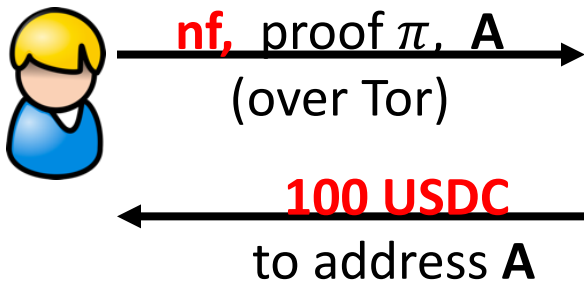 nf, proof π, A
(over Tor)
100 USDC
to address A